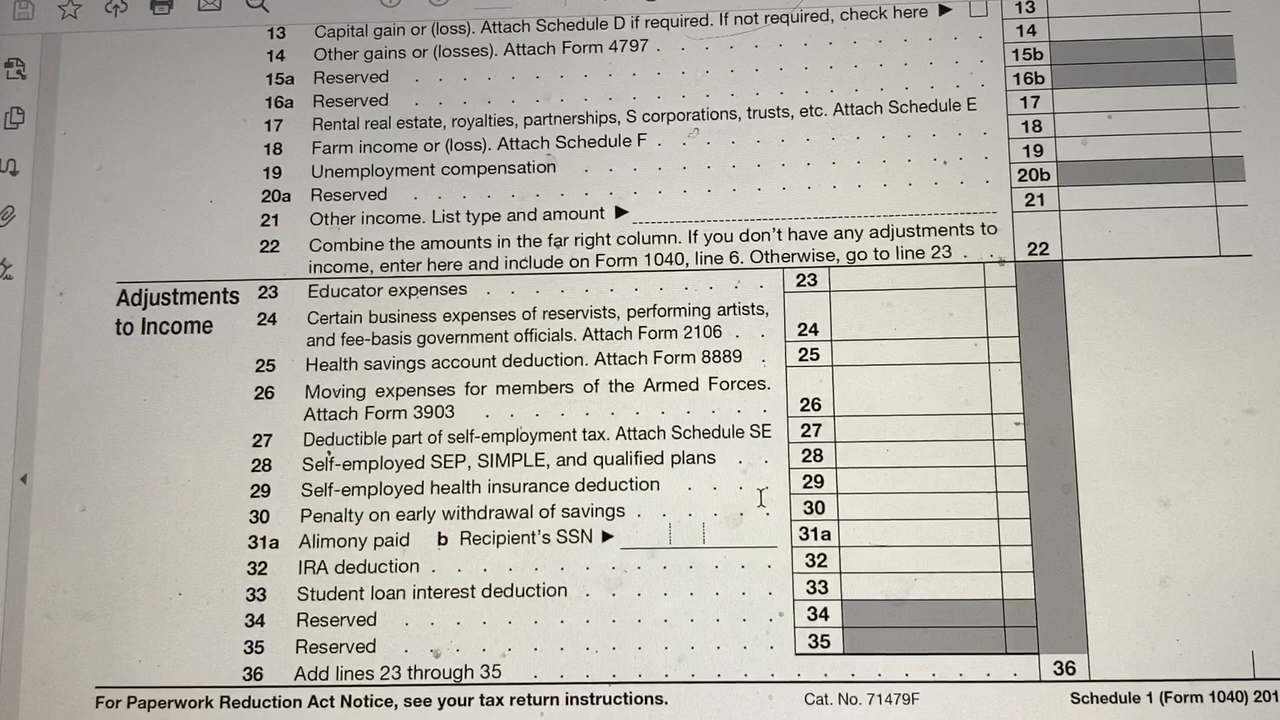 13 Capital gain or (loss). Attach Schedule D if required. If not required, check here ▶ 13
14 Other gains or (losses). Attach Form 4797 . . . . . . . . . . . . . . 14
15a Reserved . . . . . . . . . . . . . . . . . . . . . . . . 15b
16a Reserved . . . . . . . . . . . . . . . . . . . . . . . . 16b
17 Rental real estate, royalties, partnerships, S corporations, trusts, etc. Attach Schedule E 17
18 Farm income or (loss). Attach Schedule F . . . . . . . . . . . . . . 18
19 Unemployment compensation . . . . . . . . . . . . . . . . . 19
20a Reserved . . . . . . . . . . . . . . . . . . . . . . . . 20b
21 Other income. List type and amount ▶ 21
22 Combine the amounts in the far right column. If you don't have any adjustments to
income, enter here and include on Form 1040, line 6. Otherwise, go to line 23 . . 22
Adjustments 23 Educator expenses . . . . . . . . . . . . 23
to Income 24 Certain business expenses of reservists, performing artists,
and fee-basis government officials. Attach Form 2106 . . 24
25 Health savings account deduction. Attach Form 8889 . 25
26 Moving expenses for members of the Armed Forces.
Attach Form 3903 . . . . . . . . . . . . 26
27 Deductible part of self-employment tax. Attach Schedule SE 27
28 Self-employed SEP, SIMPLE, and qualified plans . . 28
29 Self-employed health insurance deduction . . . . 29
30 Penalty on early withdrawal of savings . . . . . . 30
31a Alimony paid b Recipient's SSN ▶ 31a
32 IRA deduction . . . . . . . . . . . . . . 32
33 Student loan interest deduction . . . . . . . . 33
34 Reserved . . . . . . . . . . . . . . . 34
35 Reserved . . . . . . . . . . . . . . . 35
36 Add lines 23 through 35 . . . . . . . . . . . . . . . . . 36
For Paperwork Reduction Act Notice, see your tax return instructions. Cat. No. 71479F Schedule 1 (Form 1040) 201